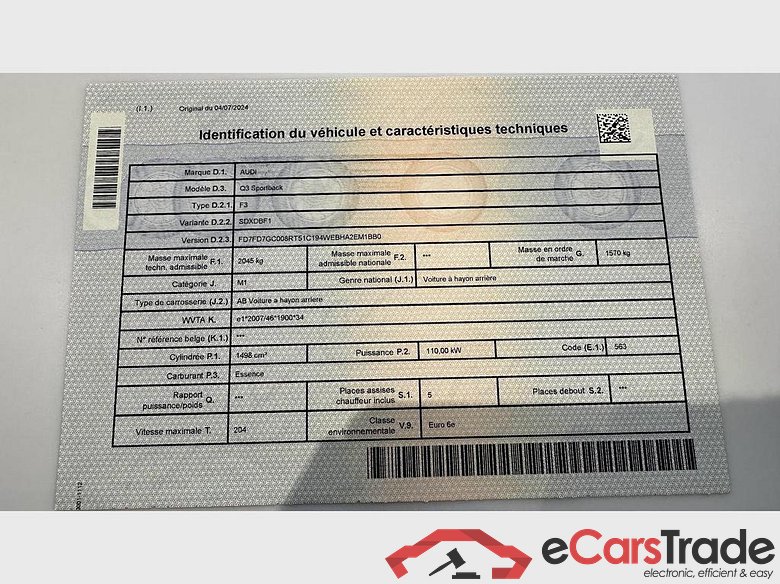 (I.1.) Original du 04/07/2024
Identification du véhicule et caractéristiques techniques
Marque D.1. AUDI
Modèle D.3. Q3 Sportback
Type D.2.1. F3
Variante D.2.2. SDXDBF1
Version D.2.3. FD7FD7GC008RT51C194WEBHA2EM1BB0
Masse maximale techn. admissible F.1. 2045 kg Masse maximale admissible nationale F.2. *** Masse en ordre de marche G. 1570 kg
Catégorie J. M1 Genre national (J.1.) Voiture à hayon arrière
Type de carrosserie (J.2.) AB Voiture à hayon arrière
WVTA K. e1*2007/46*1900*34
N° référence belge (K.1.) ***
Cylindrée P.1. 1498 cm³ Puissance P.2. 110,00 kW Code (E.1.) 563
Carburant P.3. Essence
Rapport puissance/poids Q. *** Places assises chauffeur inclus S.1. 5 Places debout S.2. ***
Vitesse maximale T. 204 Classe environnementale V.9. Euro 6e
eCarsTrade
electronic, efficient & easy